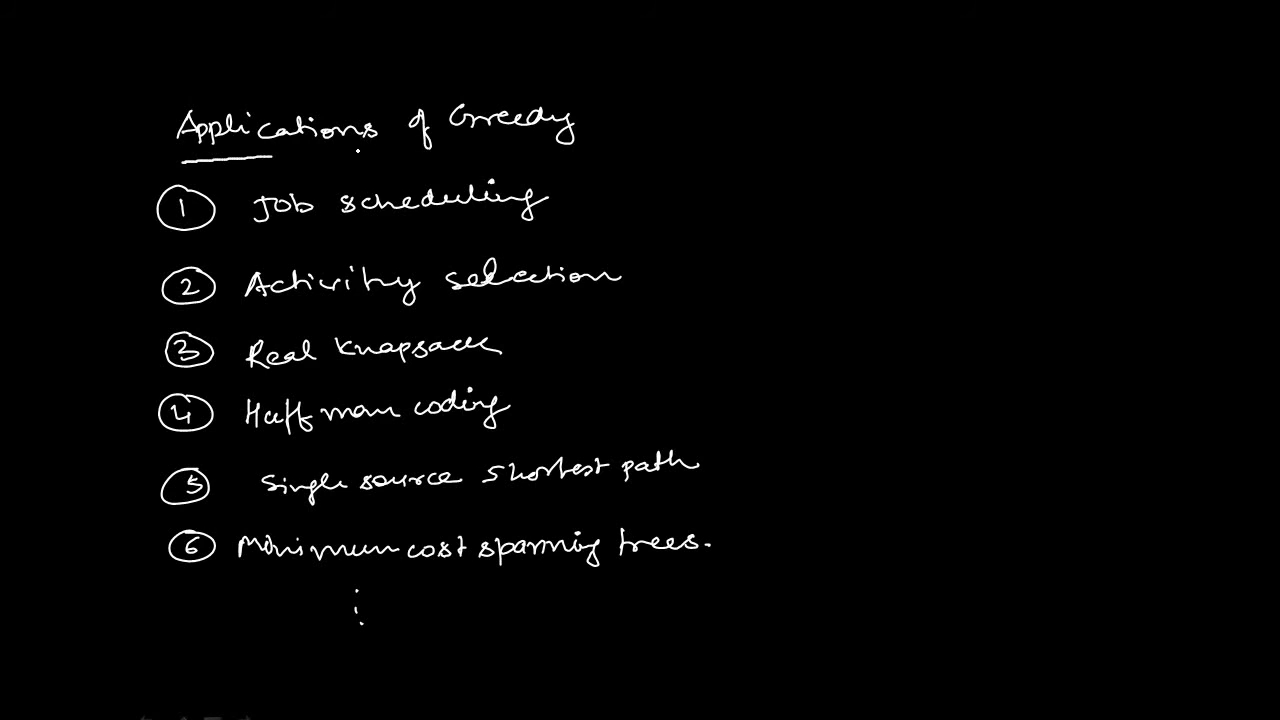 Applications of Greedy
1 Job scheduling
2 Activity selection
3 Real Knapsack
4 Huffman coding
5 Single source shortest path
6 Minimum cost spanning trees.
⋮